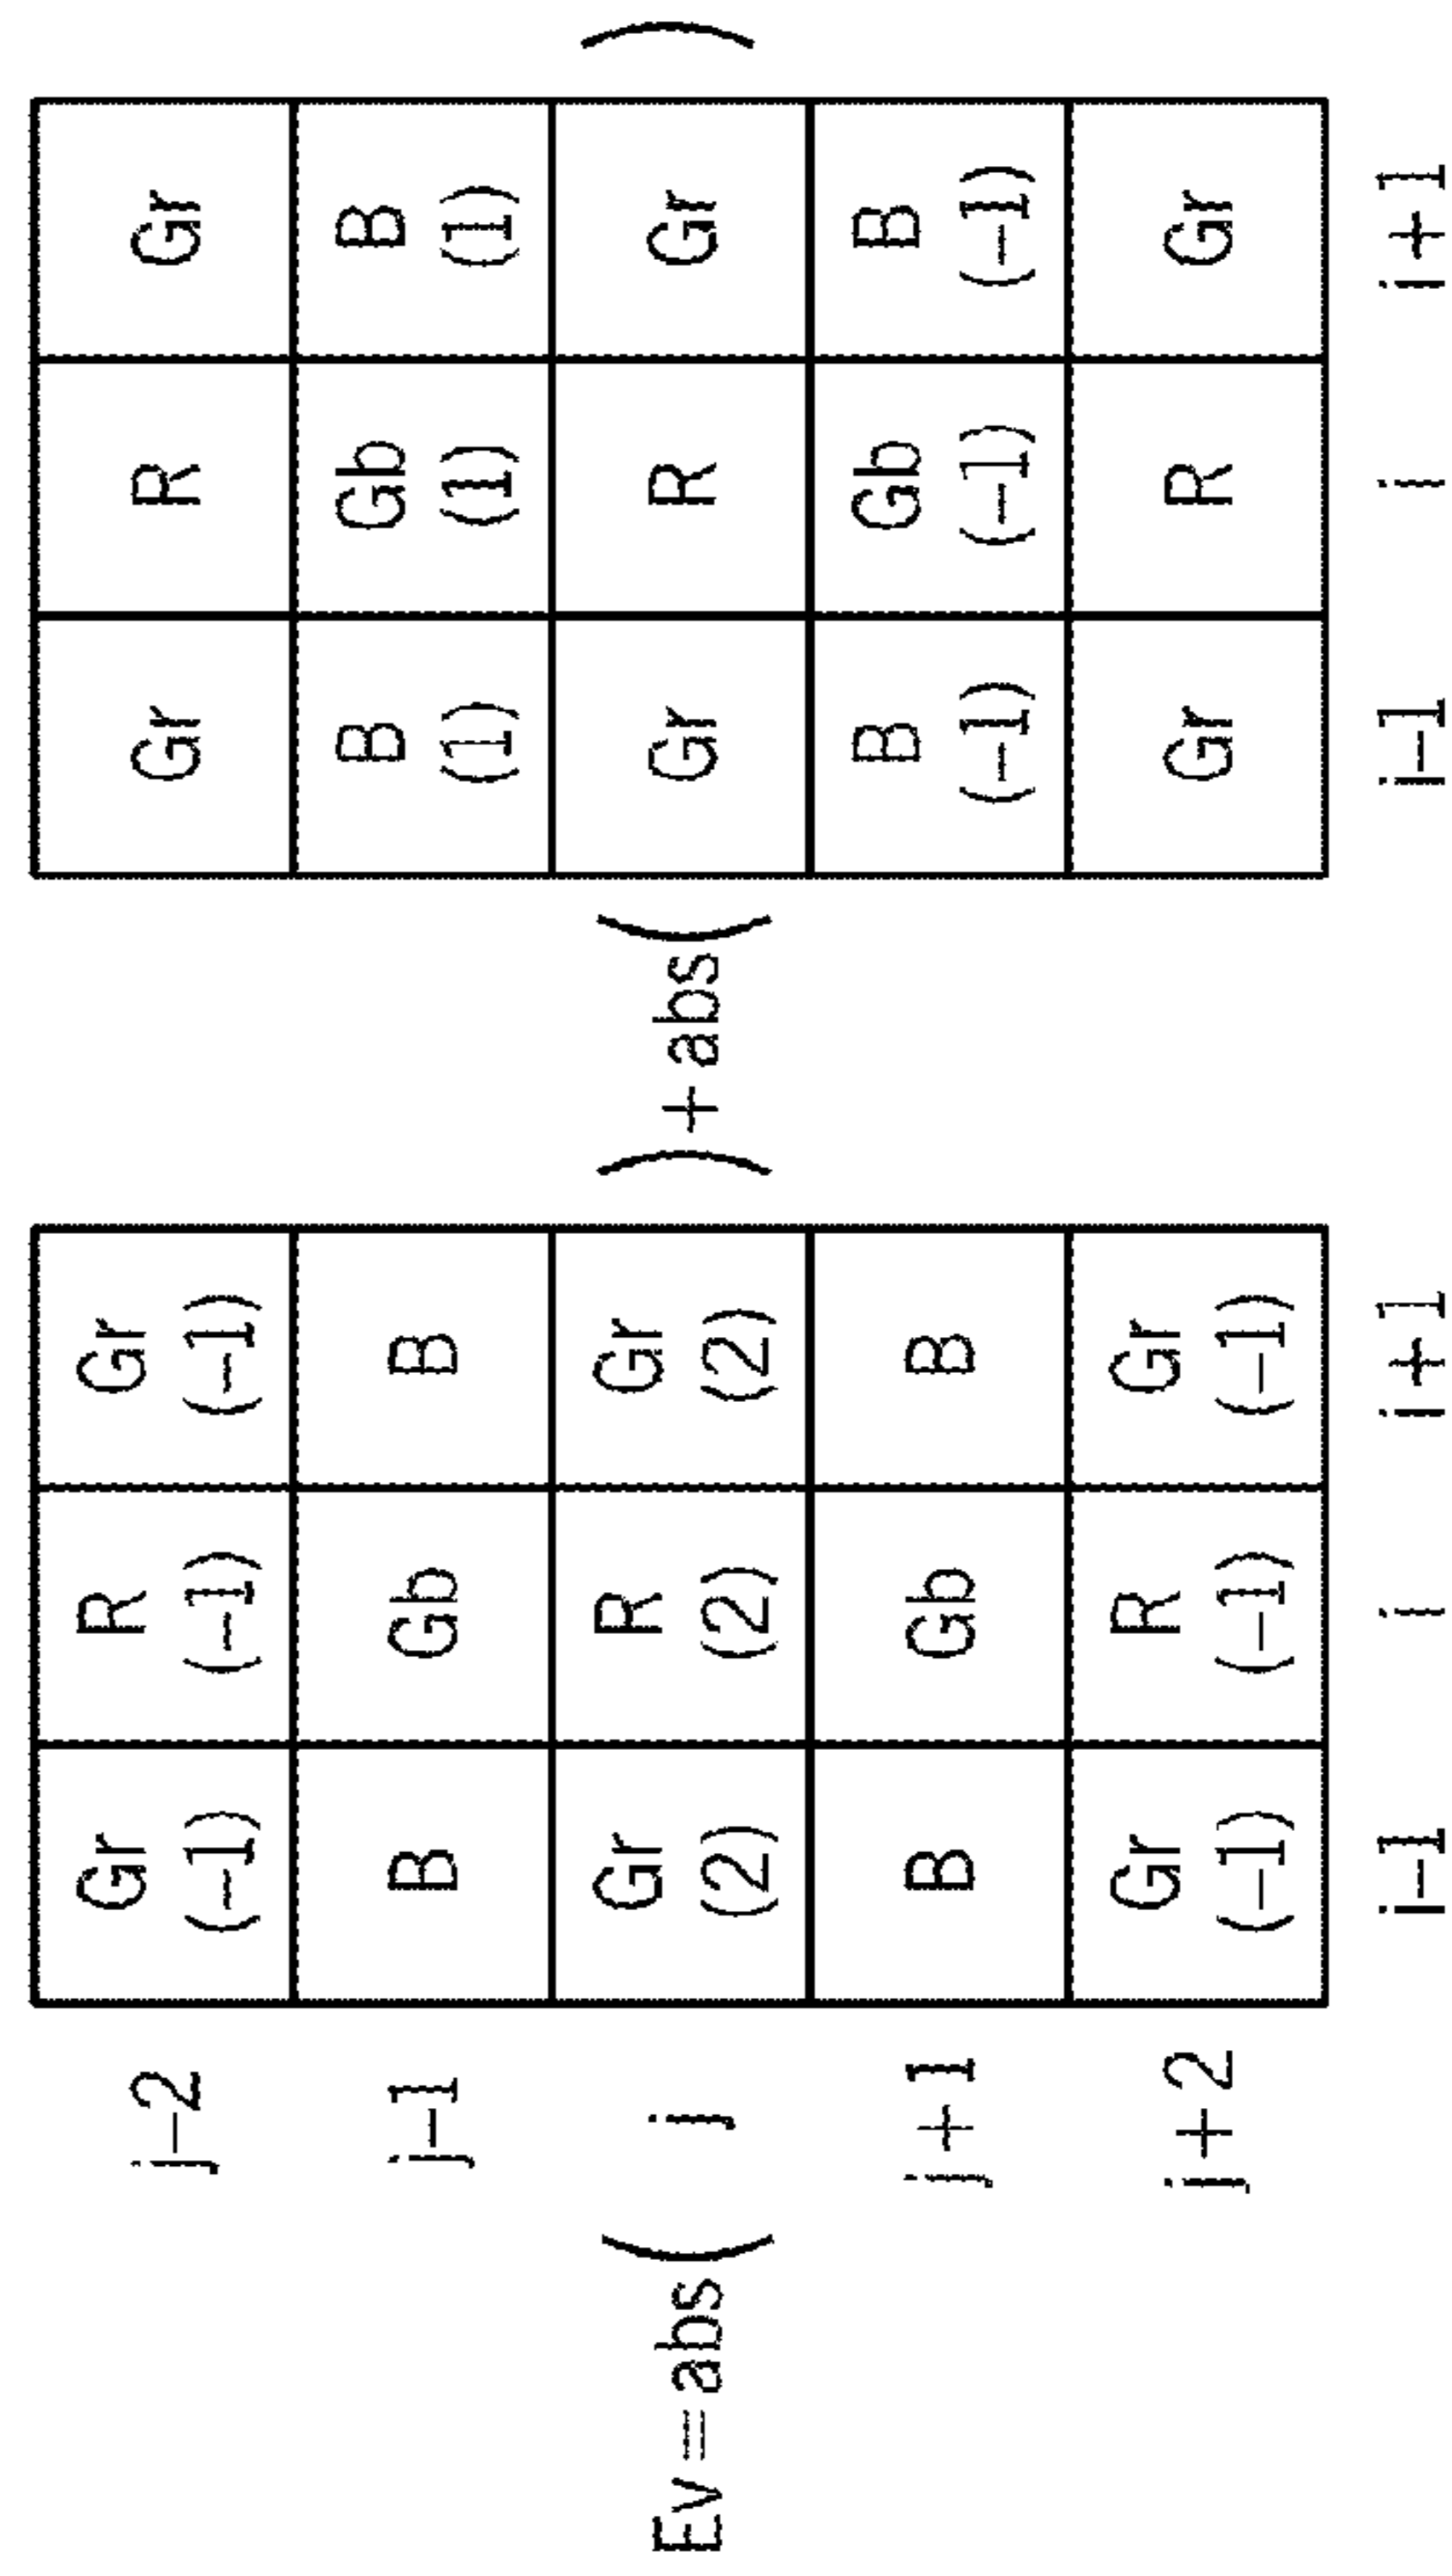 Gr R Gr
j-2 Gr R Gr
(-1) (-1) (-1)
j-1 B Gb B B Gb B
(1) (1) (1)
Gr R Gr
Ev=abs( j )+abs( Gr R Gr )
(2) (2) (2)
j+1 B Gb B B Gb B
(-1) (-1) (-1)
Gr R Gr
j+2 Gr R Gr
(-1) (-1) (-1)
i-1 i i+1 i-1 i i+1